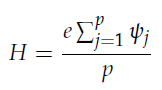 $H = \frac{e \sum_{j=1}^{p} \psi_j}{p}$